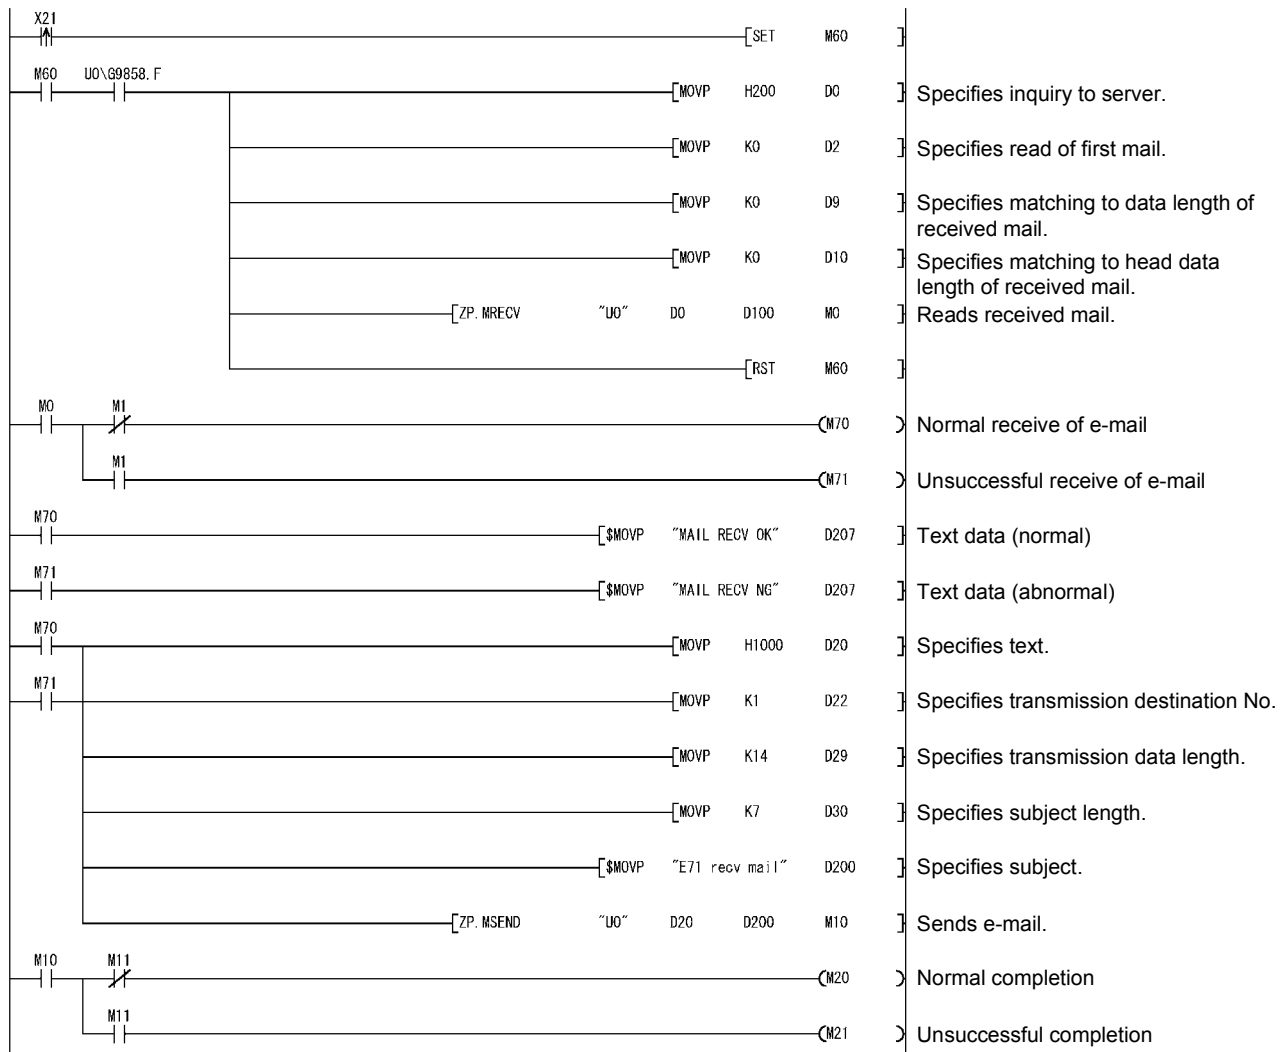 X21
[SET M60 ]
M60 U0\G9858.F
[MOVP H200 D0 ] Specifies inquiry to server.
[MOVP K0 D2 ] Specifies read of first mail.
[MOVP K0 D9 ] Specifies matching to data length of
received mail.
[MOVP K0 D10 ] Specifies matching to head data
length of received mail.
[ZP.MRECV "U0" D0 D100 M0 ] Reads received mail.
[RST M60 ]
M0 M1
(M70 ) Normal receive of e-mail
M1
(M71 ) Unsuccessful receive of e-mail
M70
[$MOVP "MAIL RECV OK" D207 ] Text data (normal)
M71
[$MOVP "MAIL RECV NG" D207 ] Text data (abnormal)
M70
[MOVP H1000 D20 ] Specifies text.
M71
[MOVP K1 D22 ] Specifies transmission destination No.
[MOVP K14 D29 ] Specifies transmission data length.
[MOVP K7 D30 ] Specifies subject length.
[$MOVP "E71 recv mail" D200 ] Specifies subject.
[ZP.MSEND "U0" D20 D200 M10 ] Sends e-mail.
M10 M11
(M20 ) Normal completion
M11
(M21 ) Unsuccessful completion